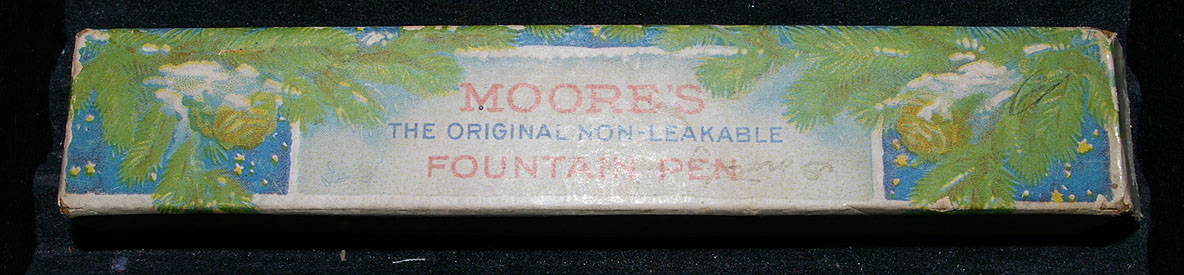 MOORE'S
THE ORIGINAL NON-LEAKABLE
FOUNTAIN PEN